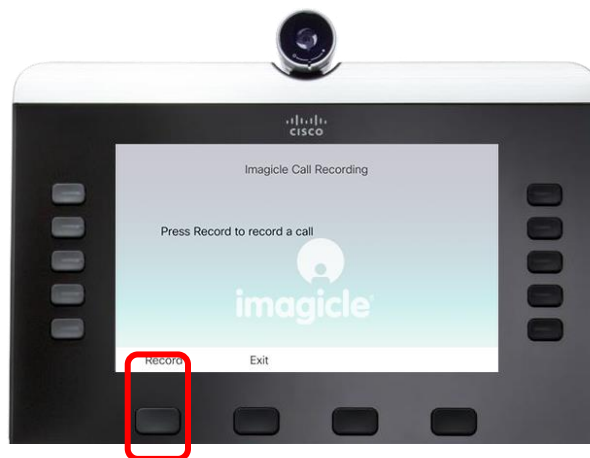 CISCO
Imagicle Call Recording
Press Record to record a call
imagicle
Record
Exit